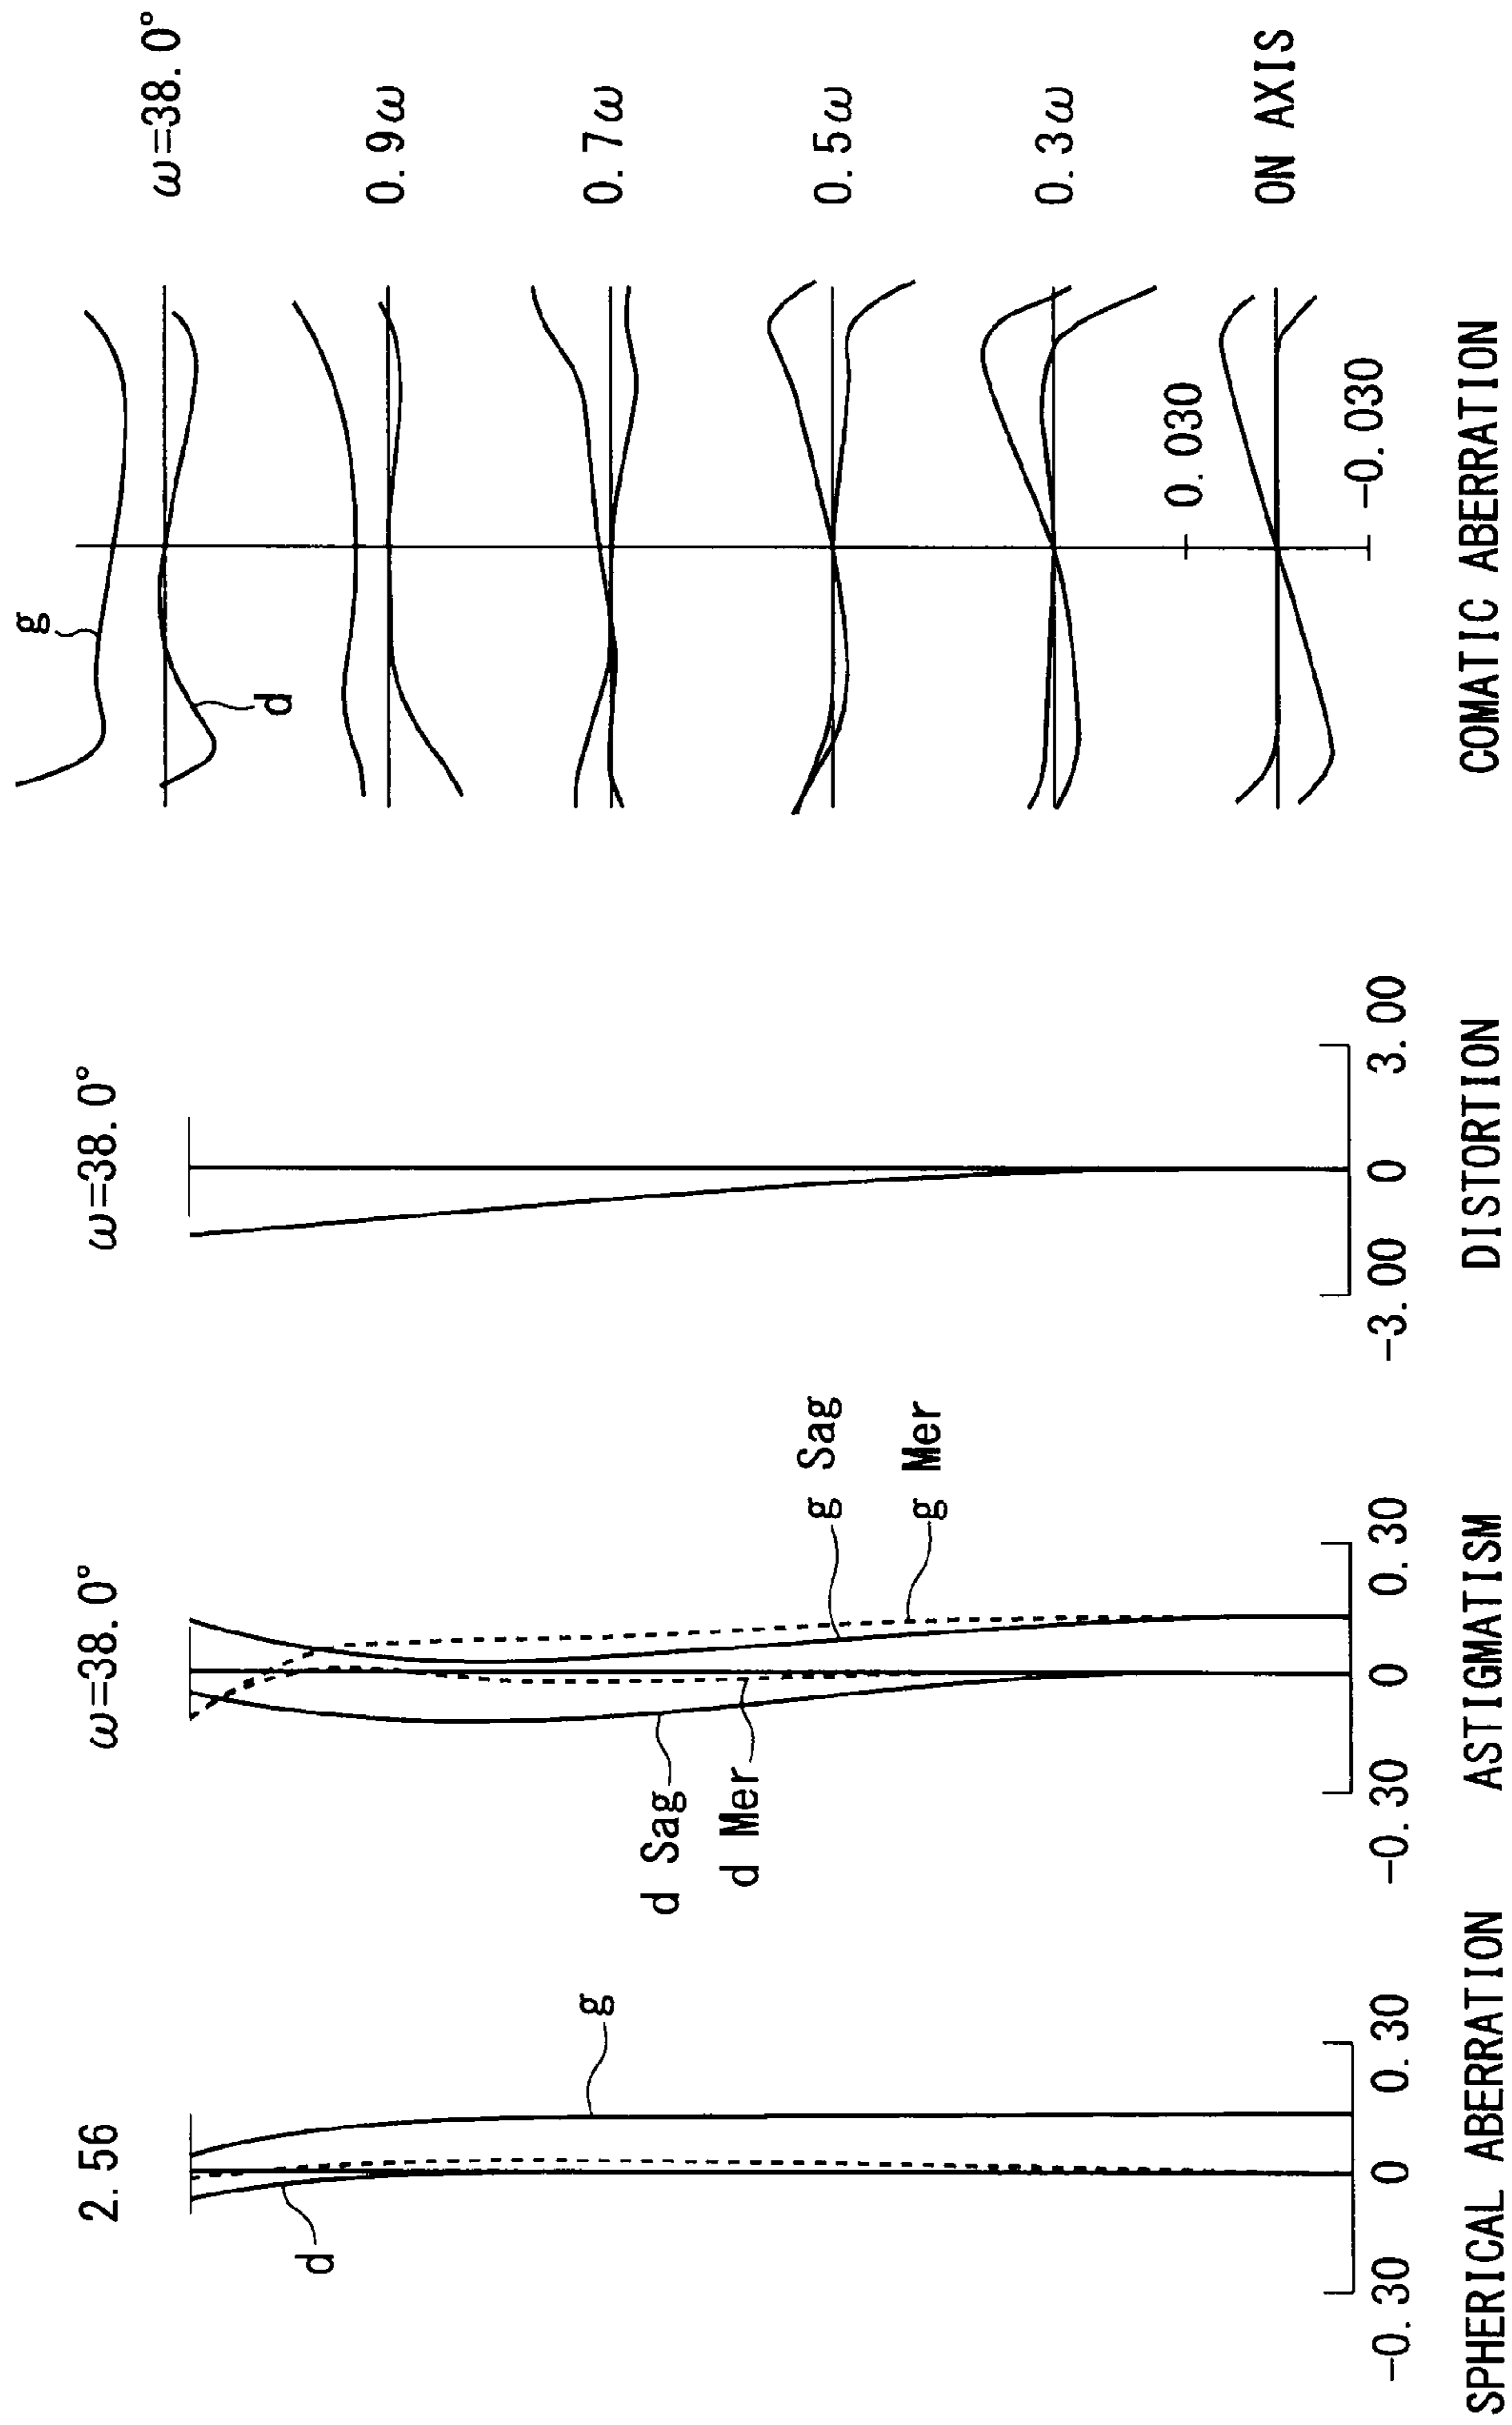 2.56
g
d
-0.30
0
0.30
SPHERICAL ABERRATION
ω=38.0°
g Sag
g Mer
d Sag
d Mer
-0.30
0
0.30
ASTIGMATISM
ω=38.0°
-3.00
0
3.00
DISTORTION
g
ω=38.0°
d
0.9ω
0.7ω
0.5ω
0.3ω
0.030
ON AXIS
-0.030
COMATIC ABERRATION